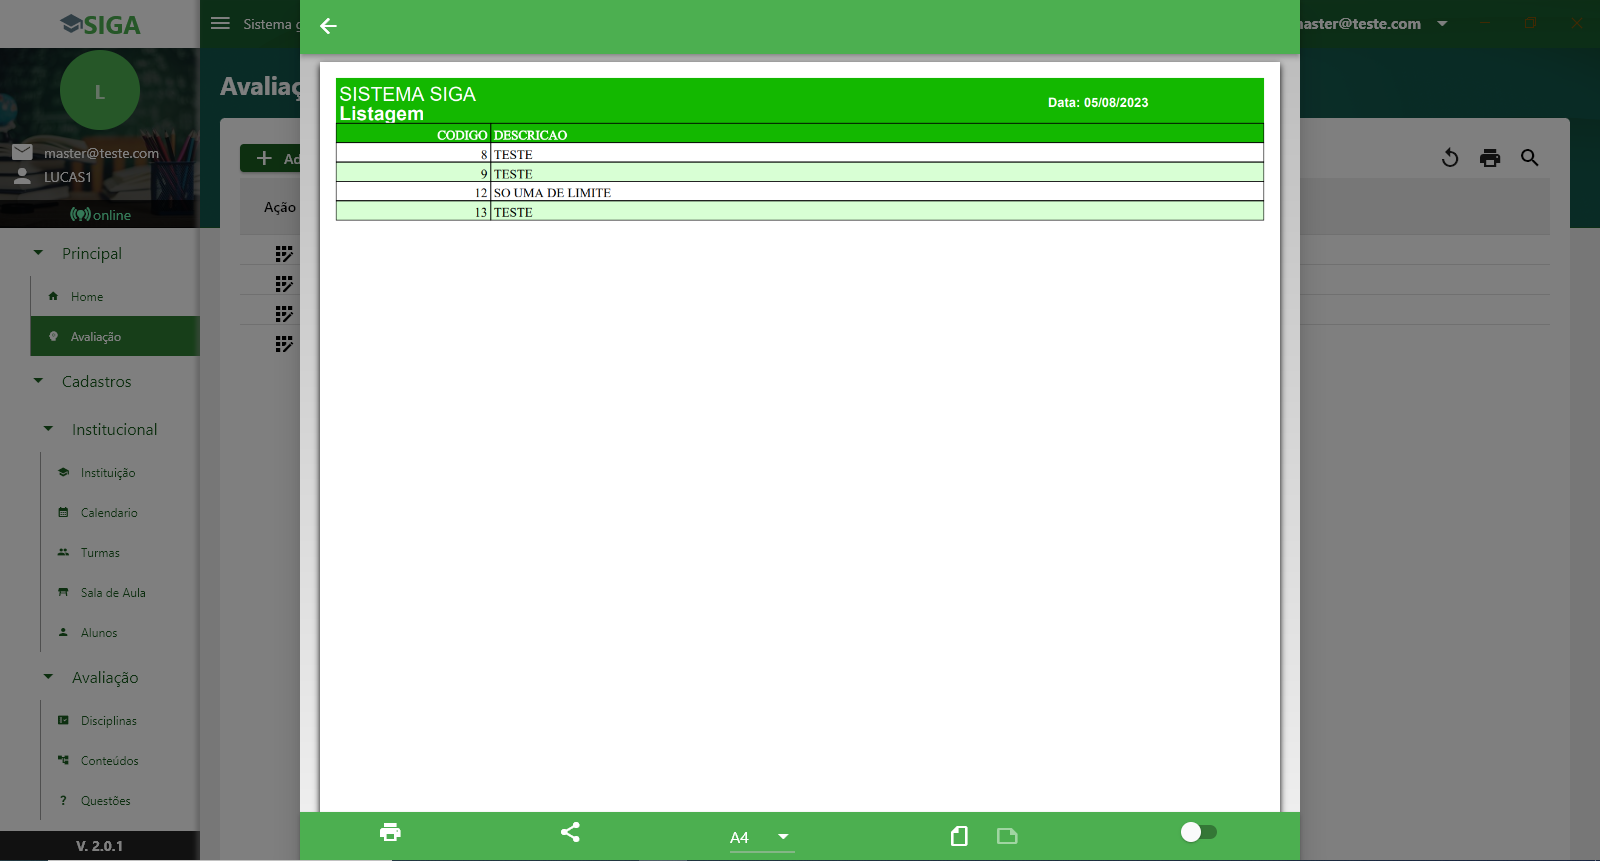 SIGA
Sistema g
master@teste.com
Avaliaç
L
master@teste.com
LUCAS1
online
Principal
Home
Avaliação
Cadastros
Institucional
Instituição
Calendario
Turmas
Sala de Aula
Alunos
Avaliação
Disciplinas
Conteúdos
? Questões
V. 2.0.1
+ Ad
Ação
SISTEMA SIGA
Listagem
Data: 05/08/2023
CODIGO DESCRICAO
8 TESTE
9 TESTE
12 SO UMA DE LIMITE
13 TESTE
A4